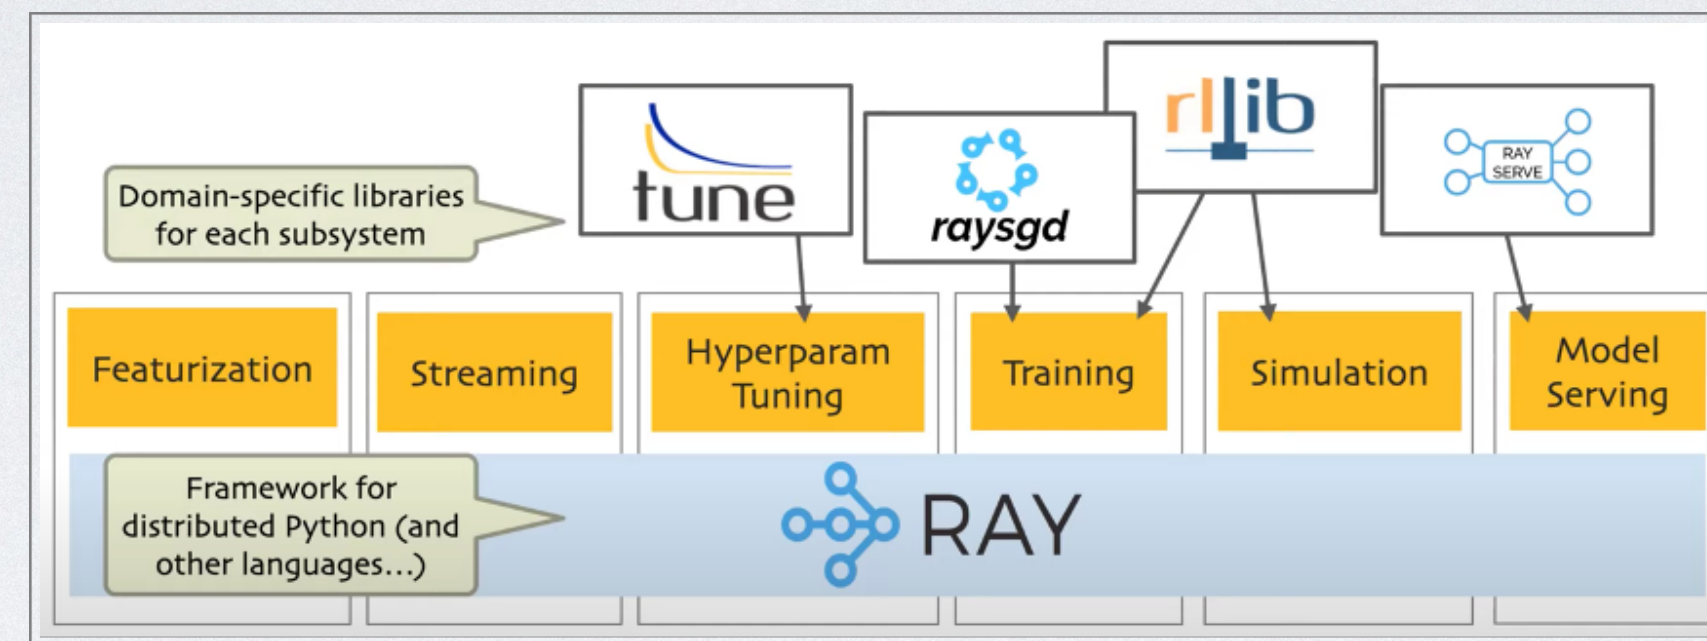 rllib
tune
raysgd
RAY
SERVE
Domain-specific libraries
for each subsystem
Featurization
Streaming
Hyperparam
Tuning
Training
Simulation
Model
Serving
Framework for
distributed Python (and
other languages...)
RAY